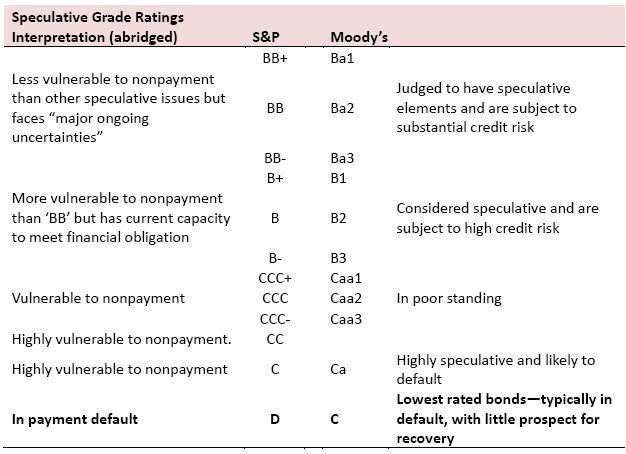 Speculative Grade Ratings
Interpretation (abridged) S&P Moody's
BB+ Ba1
Less vulnerable to nonpayment
than other speculative issues but
faces “major ongoing
uncertainties”
BB Ba2
Judged to have speculative
elements and are subject to
substantial credit risk
BB- Ba3
B+ B1
More vulnerable to nonpayment
than ‘BB’ but has current capacity
to meet financial obligation
B B2
Considered speculative and are
subject to high credit risk
B- B3
CCC+ Caa1
Vulnerable to nonpayment CCC Caa2 In poor standing
CCC- Caa3
Highly vulnerable to nonpayment. CC
Highly vulnerable to nonpayment C Ca
Highly speculative and likely to
default
In payment default D C
Lowest rated bonds—typically in
default, with little prospect for
recovery